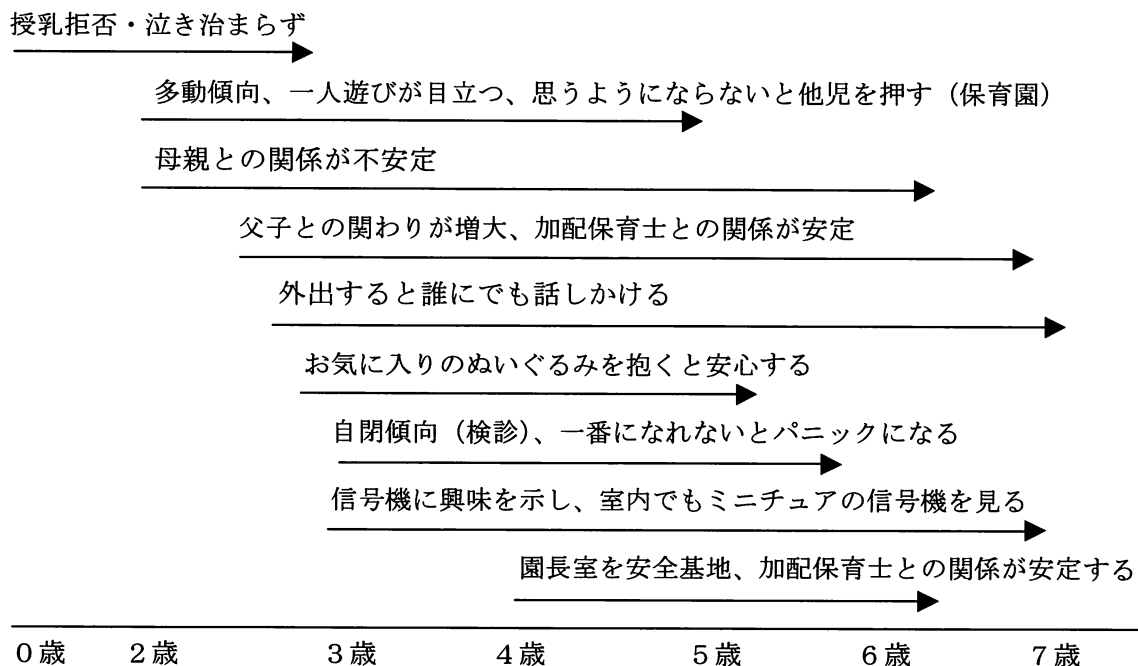 授乳拒否・泣き治まらず
多動傾向、一人遊びが目立つ、思うようにならないと他児を押す（保育園）
母親との関係が不安定
父子との関わりが増大、加配保育士との関係が安定
外出すると誰にでも話しかける
お気に入りのぬいぐるみを抱くと安心する
自閉傾向（検診）、一番になれないとパニックになる
信号機に興味を示し、室内でもミニチュアの信号機を見る
園長室を安全基地、加配保育士との関係が安定する
0歳 2歳 3歳 4歳 5歳 6歳 7歳